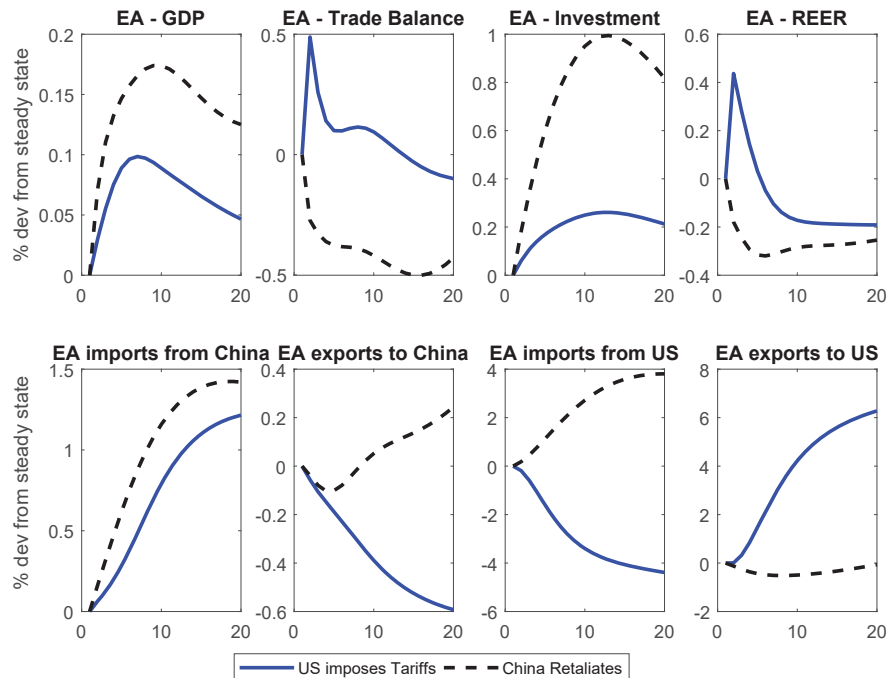 EA - GDP
EA - Trade Balance
EA - Investment
EA - REER
% dev from steady state
0.2
0.15
0.1
0.05
0
0 10 20
0.5
0
-0.5
0 10 20
1
0.8
0.6
0.4
0.2
0
0 10 20
0.6
0.4
0.2
0
-0.2
-0.4
0 10 20
EA imports from China
EA exports to China
EA imports from US
EA exports to US
% dev from steady state
1.5
1
0.5
0
0 10 20
0.4
0.2
0
-0.2
-0.4
-0.6
0 10 20
4
2
0
-2
-4
-6
0 10 20
8
6
4
2
0
-2
0 10 20
US imposes Tariffs China Retaliates